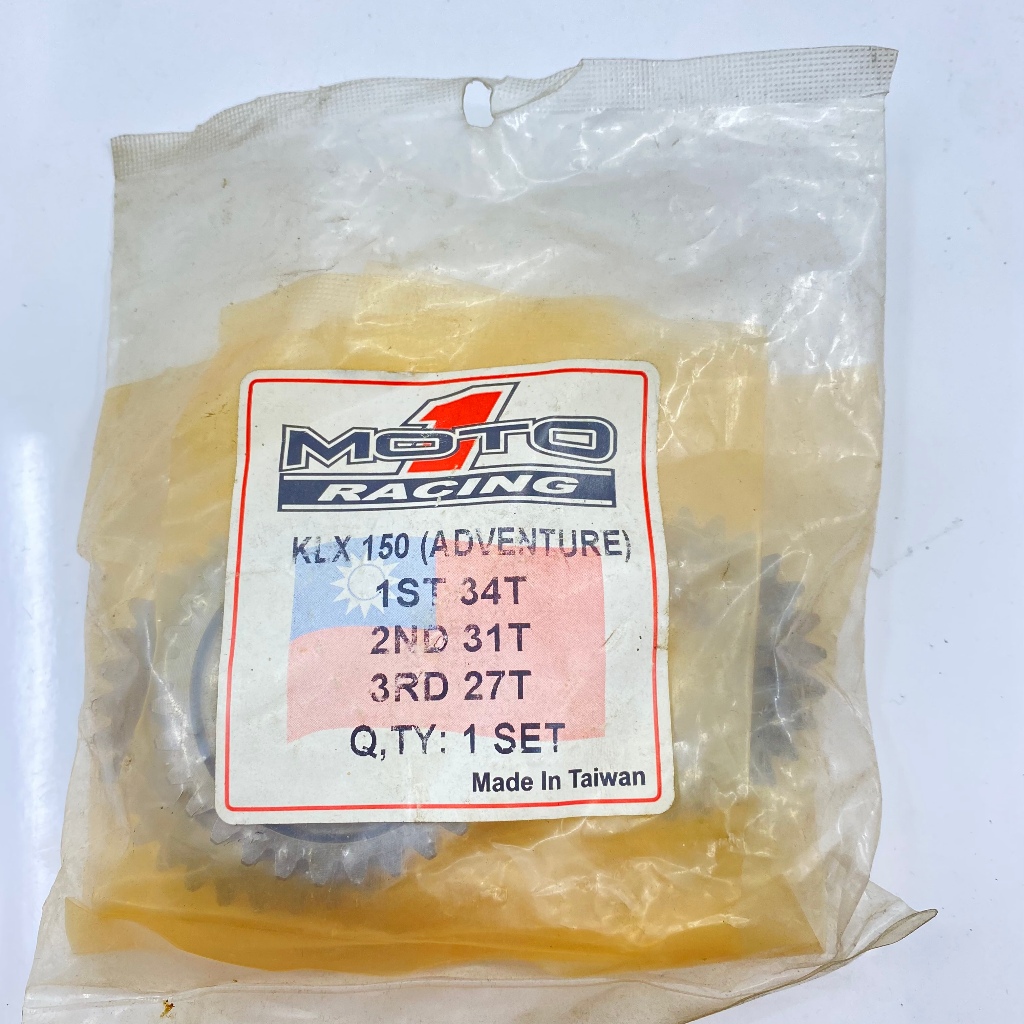 MOTO 1
RACING
KLX 150 (ADVENTURE)
1ST 34T
2ND 31T
3RD 27T
Q,TY: 1 SET
Made In Taiwan